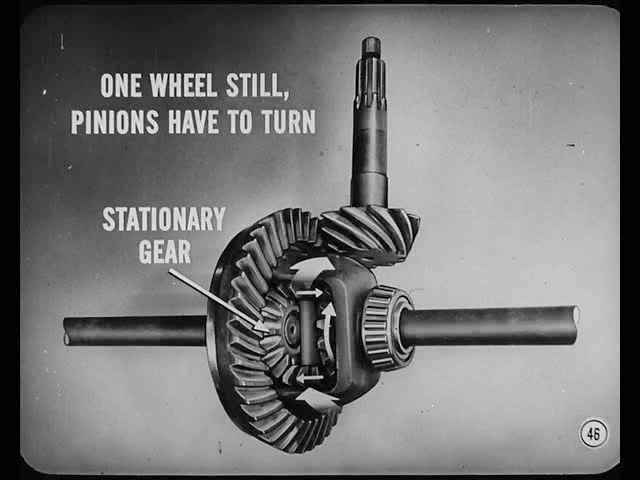 ONE WHEEL STILL,
PINIONS HAVE TO TURN
STATIONARY
GEAR
46